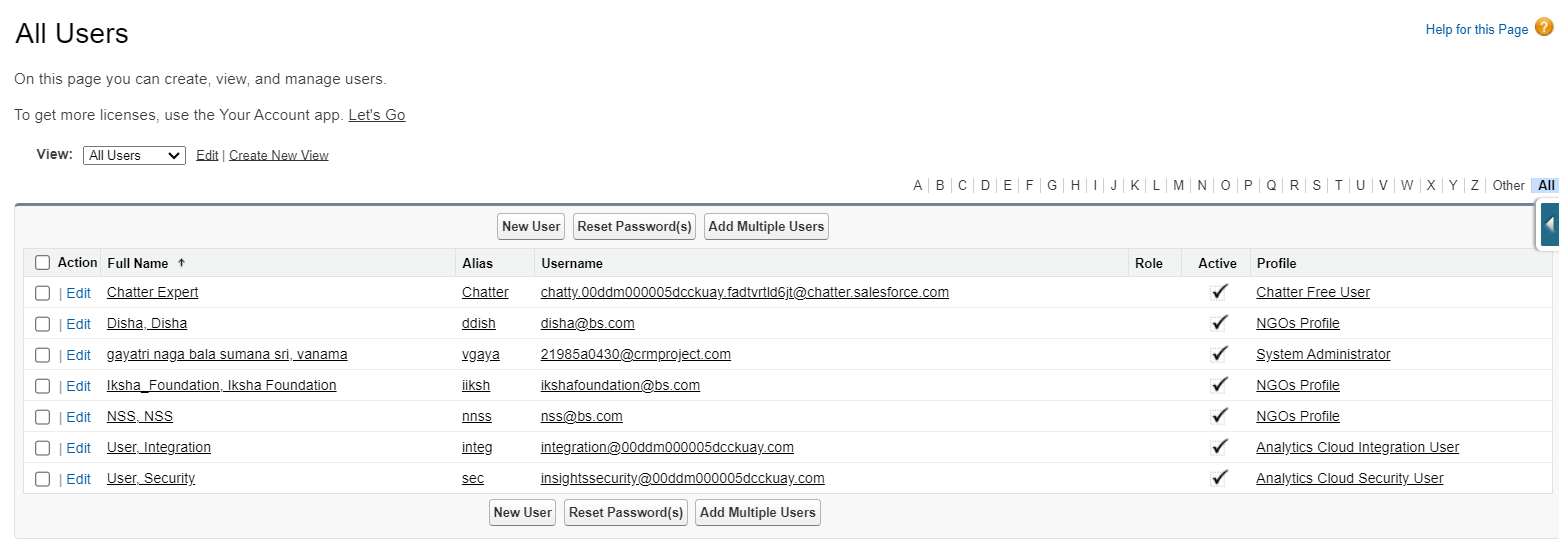 All Users
Help for this Page ?
On this page you can create, view, and manage users.
To get more licenses, use the Your Account app. Let's Go
View: All Users Edit | Create New View
A | B | C | D | E | F | G | H | I | J | K | L | M | N | O | P | Q | R | S | T | U | V | W | X | Y | Z | Other | All
New User Reset Password(s) Add Multiple Users
Action Full Name ↑ Alias Username Role Active Profile
| Edit Chatter Expert Chatter chatty.00ddm000005dcckuay.fadtvrtld6jt@chatter.salesforce.com Chatter Free User
| Edit Disha, Disha ddish disha@bs.com NGOs Profile
| Edit gayatri naga bala sumana sri, vanama vgaya 21985a0430@crmproject.com System Administrator
| Edit Iksha_Foundation, Iksha Foundation iiksh ikshafoundation@bs.com NGOs Profile
| Edit NSS, NSS nnss nss@bs.com NGOs Profile
| Edit User, Integration integ integration@00ddm000005dcckuay.com Analytics Cloud Integration User
| Edit User, Security sec insightssecurity@00ddm000005dcckuay.com Analytics Cloud Security User
New User Reset Password(s) Add Multiple Users